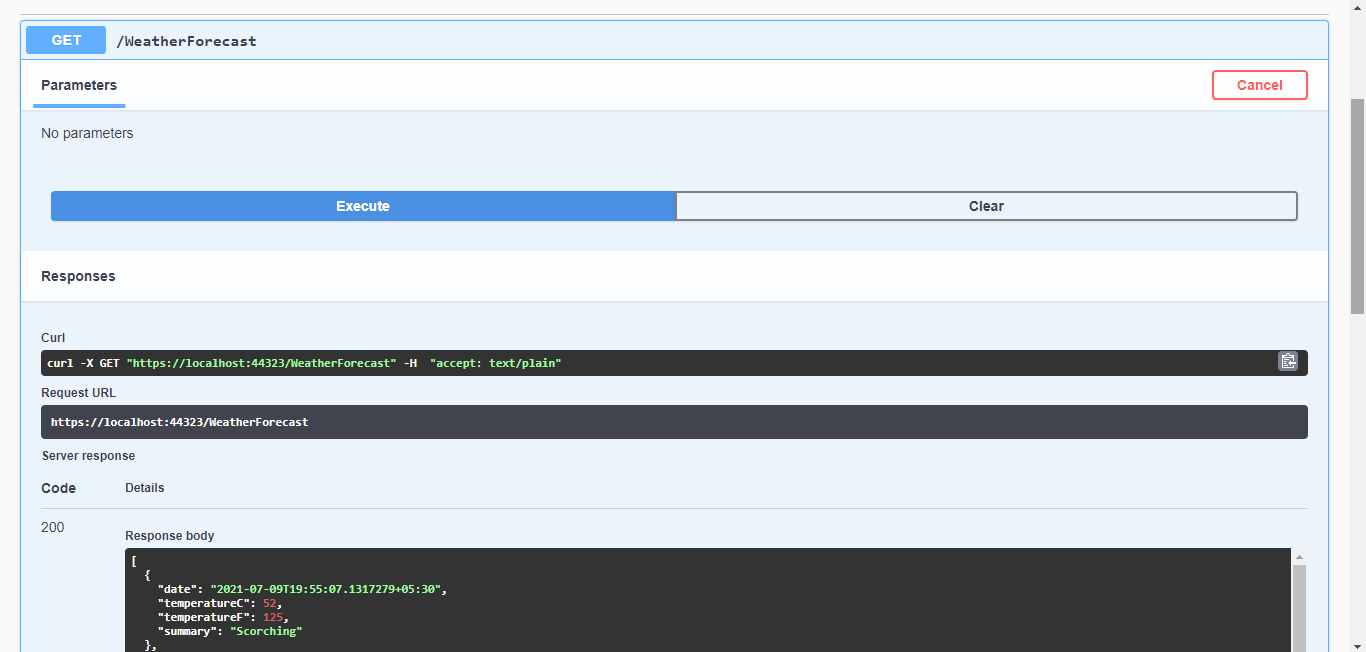 GET /WeatherForecast
Parameters
Cancel
No parameters
Execute
Clear
Responses
Curl
curl -X GET "https://localhost:44323/WeatherForecast" -H  "accept: text/plain"
Request URL
https://localhost:44323/WeatherForecast
Server response
Code Details
200
Response body
[
  {
    "date": "2021-07-09T19:55:07.1317279+05:30",
    "temperatureC": 52,
    "temperatureF": 125,
    "summary": "Scorching"
  },